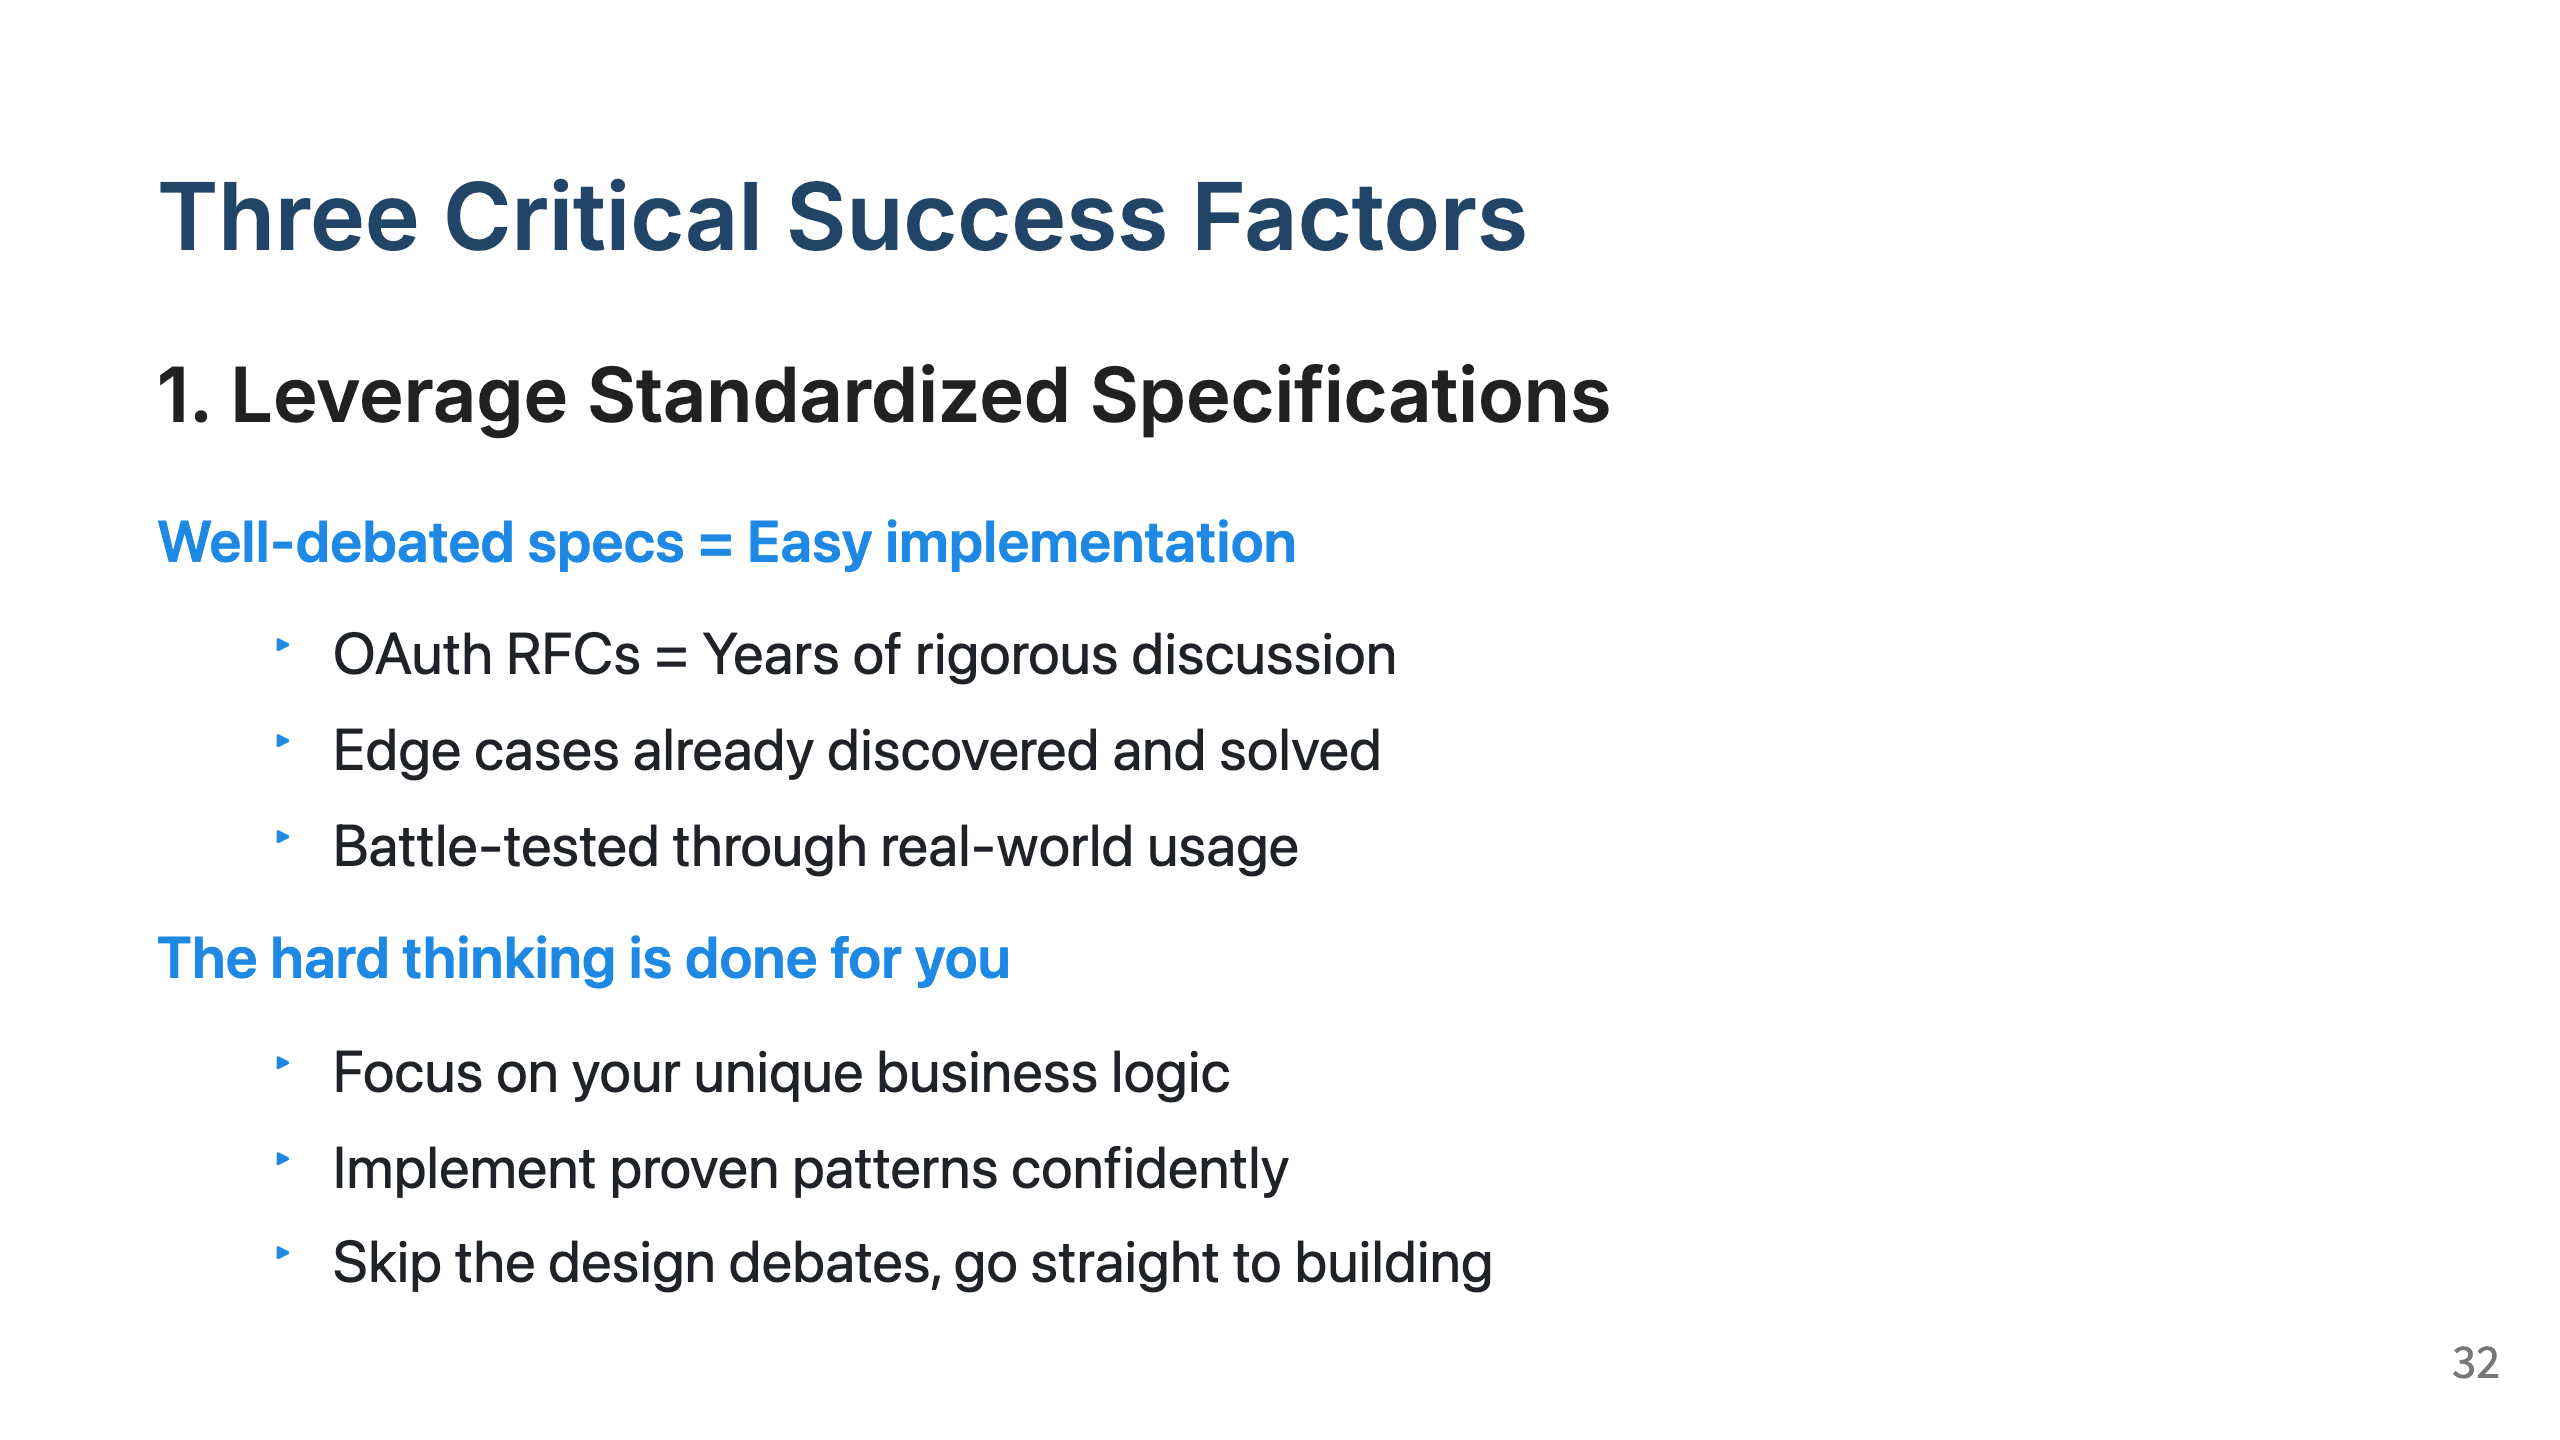 Three Critical Success Factors
1. Leverage Standardized Specifications
Well-debated specs = Easy implementation
‣ OAuth RFCs = Years of rigorous discussion
‣ Edge cases already discovered and solved
‣ Battle-tested through real-world usage
The hard thinking is done for you
‣ Focus on your unique business logic
‣ Implement proven patterns confidently
‣ Skip the design debates, go straight to building
32